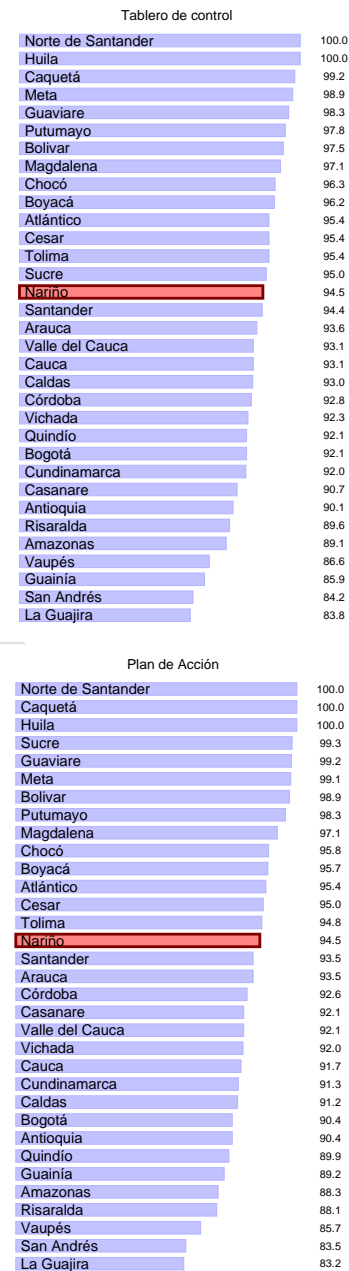 Tablero de control
Norte de Santander 100.0
Huila 100.0
Caquetá 99.2
Meta 98.9
Guaviare 98.3
Putumayo 97.8
Bolivar 97.5
Magdalena 97.1
Chocó 96.3
Boyacá 96.2
Atlántico 95.4
Cesar 95.4
Tolima 95.4
Sucre 95.0
Nariño 94.5
Santander 94.4
Arauca 93.6
Valle del Cauca 93.1
Cauca 93.1
Caldas 93.0
Córdoba 92.8
Vichada 92.3
Quindío 92.1
Bogotá 92.1
Cundinamarca 92.0
Casanare 90.7
Antioquia 90.1
Risaralda 89.6
Amazonas 89.1
Vaupés 86.6
Guainía 85.9
San Andrés 84.2
La Guajira 83.8
Plan de Acción
Norte de Santander 100.0
Caquetá 100.0
Huila 100.0
Sucre 99.3
Guaviare 99.2
Meta 99.1
Bolivar 98.9
Putumayo 98.3
Magdalena 97.1
Chocó 95.8
Boyacá 95.7
Atlántico 95.4
Cesar 95.0
Tolima 94.8
Nariño 94.5
Santander 93.5
Arauca 93.5
Córdoba 92.6
Casanare 92.1
Valle del Cauca 92.1
Vichada 92.0
Cauca 91.7
Cundinamarca 91.3
Caldas 91.2
Bogotá 90.4
Antioquia 90.4
Quindío 89.9
Guainía 89.2
Amazonas 88.3
Risaralda 88.1
Vaupés 85.7
San Andrés 83.5
La Guajira 83.2